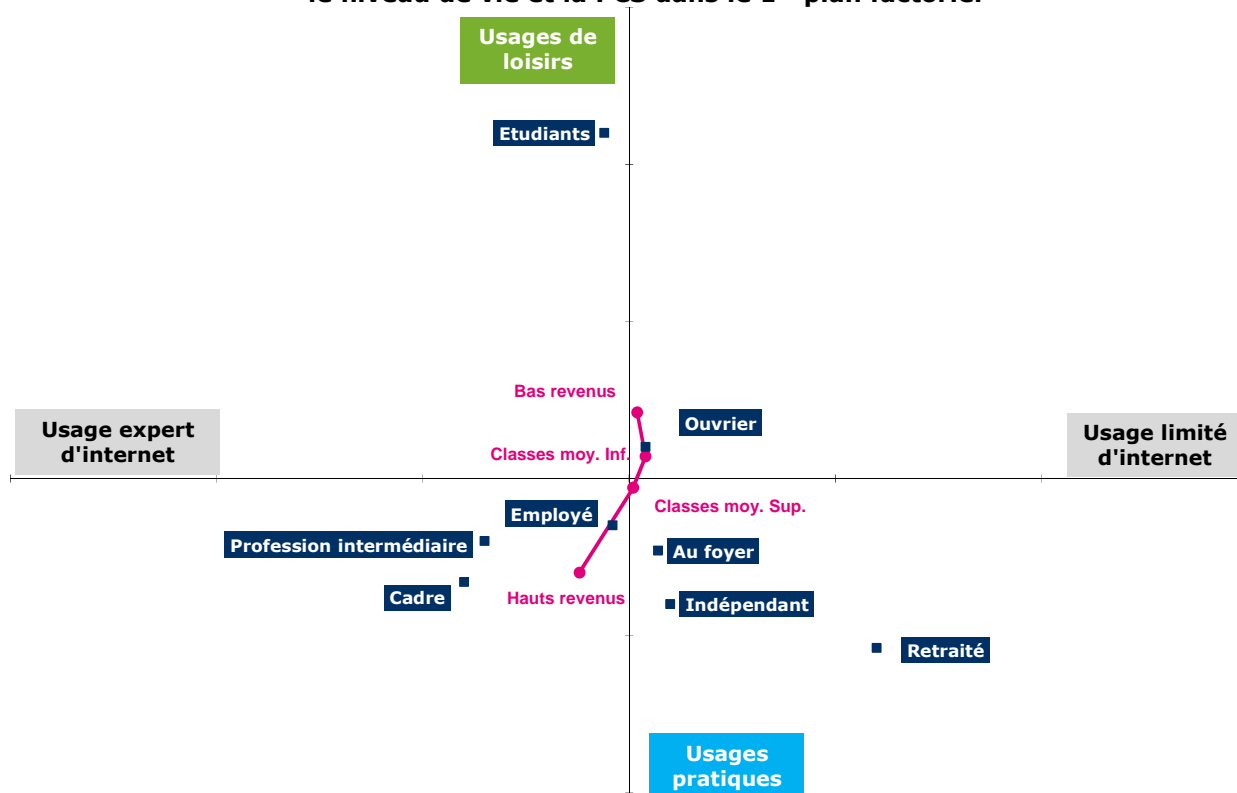 Usages de
loisirs
Etudiants
Bas revenus
Ouvrier
Usage expert
d'internet
Usage limité
d'internet
Classes moy. Inf.
Classes moy. Sup.
Employé
Profession intermédiaire
Au foyer
Cadre
Hauts revenus
Indépendant
Retraité
Usages
pratiques